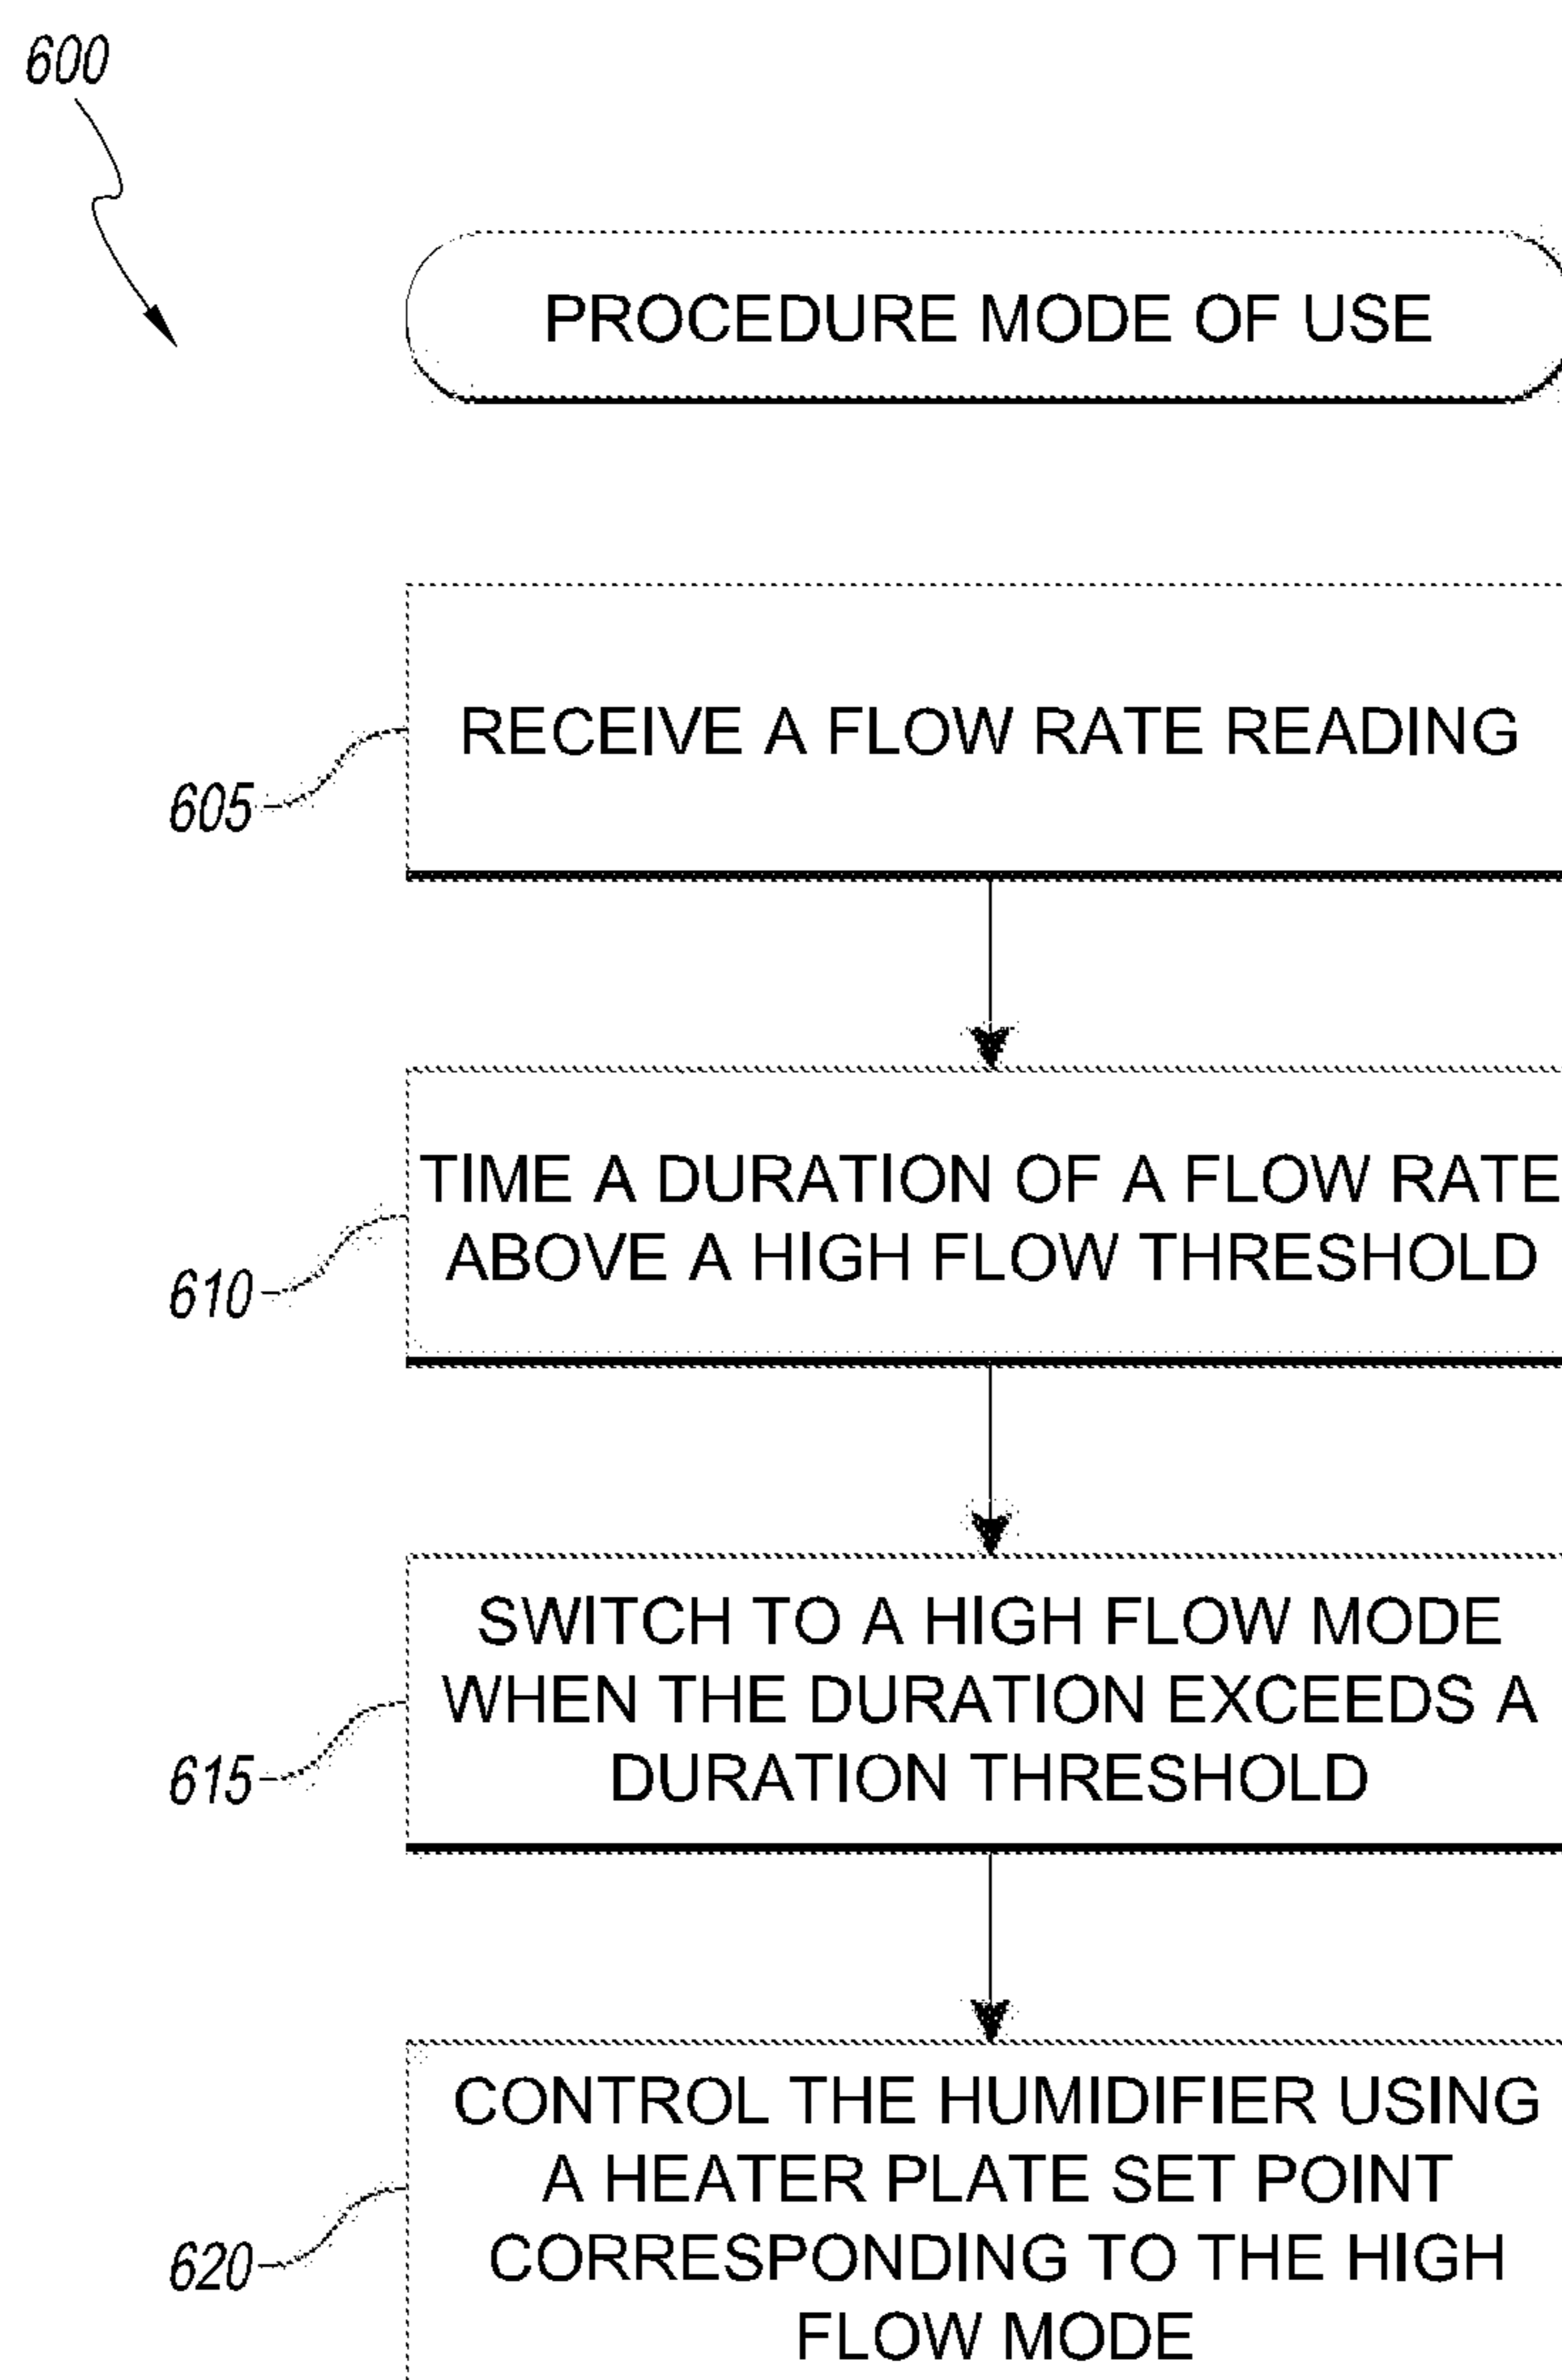 600
PROCEDURE MODE OF USE
RECEIVE A FLOW RATE READING
605
TIME A DURATION OF A FLOW RATE
ABOVE A HIGH FLOW THRESHOLD
610
SWITCH TO A HIGH FLOW MODE
WHEN THE DURATION EXCEEDS A
DURATION THRESHOLD
615
CONTROL THE HUMIDIFIER USING
A HEATER PLATE SET POINT
CORRESPONDING TO THE HIGH
FLOW MODE
620